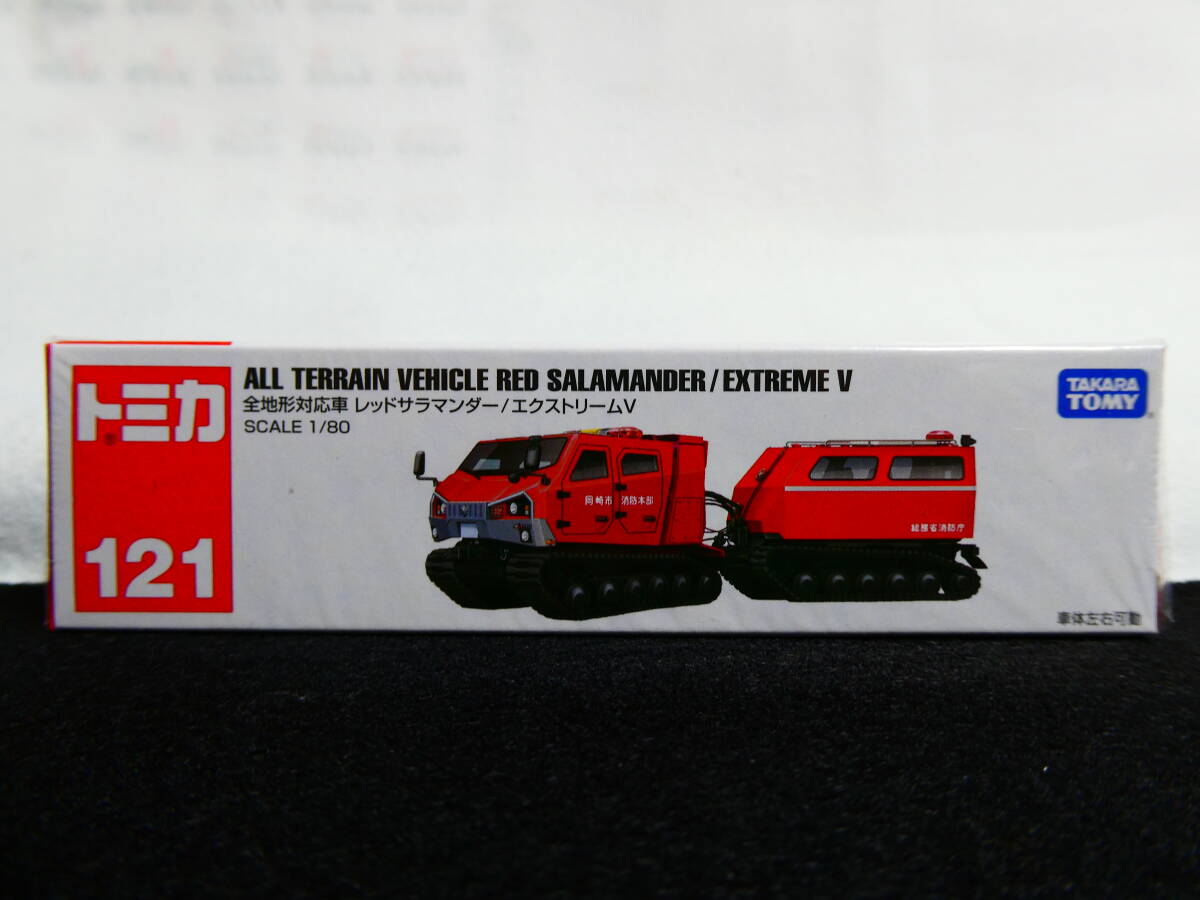 トミカ
121
ALL TERRAIN VEHICLE RED SALAMANDER/EXTREME V
全地形対応車 レッドサラマンダー/エクストリームV
SCALE 1/80
TAKARA TOMY
岡崎市 消防本部
総務省消防庁
車体左右可動